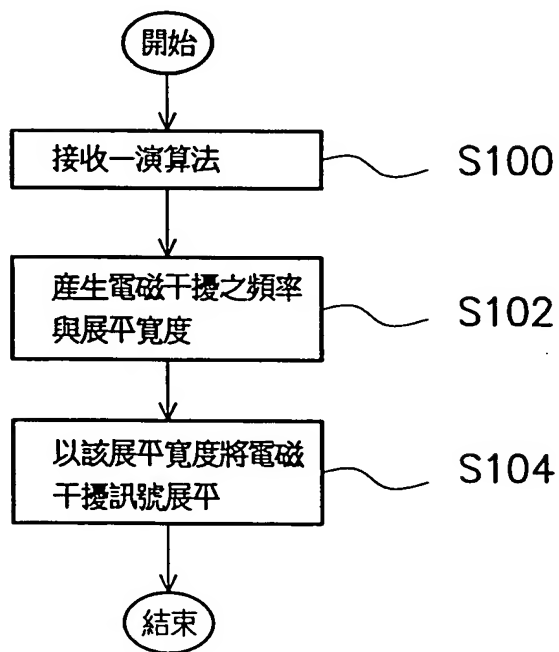 開始
接收一演算法
S100
產生電磁干擾之頻率
與展平寬度
S102
以該展平寬度將電磁
干擾訊號展平
S104
結束